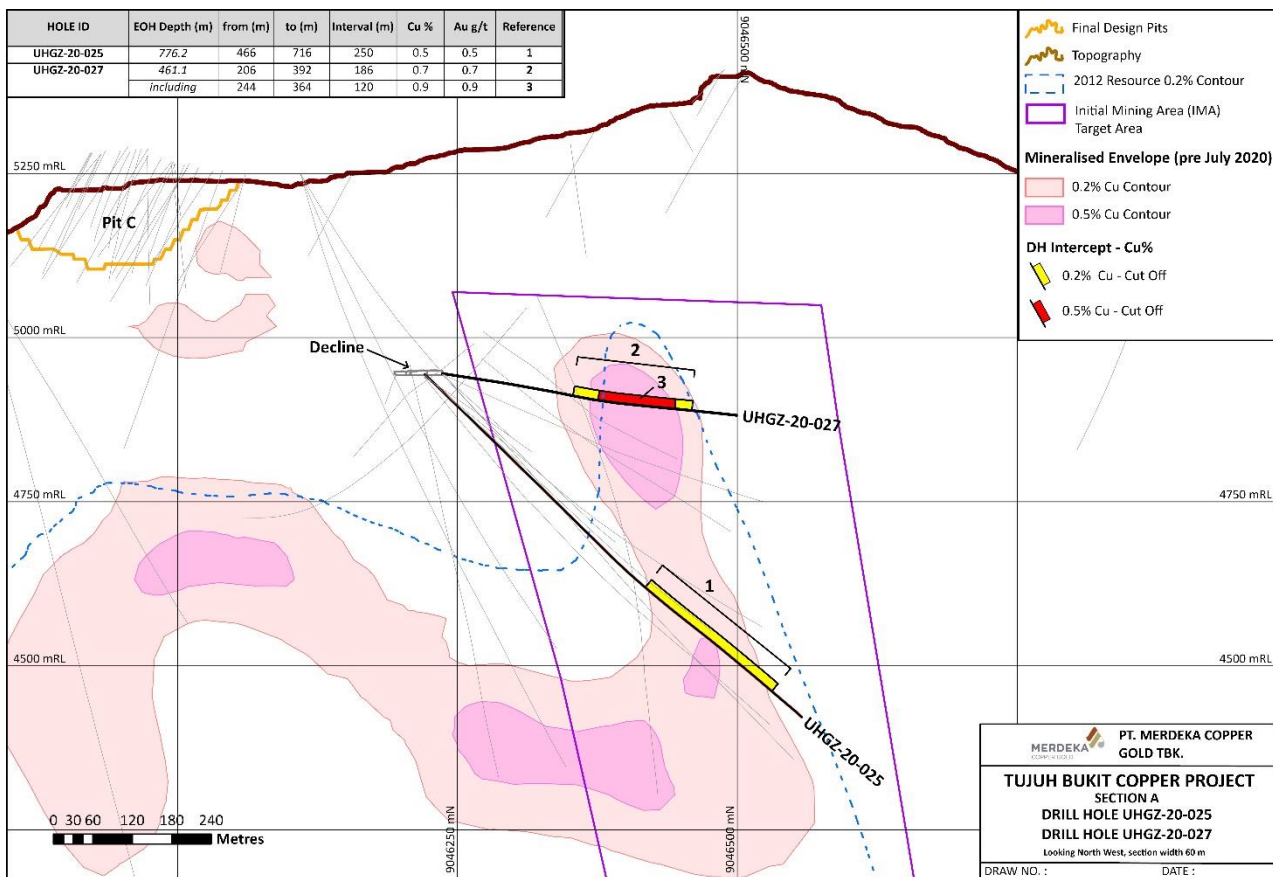 HOLE ID EOH Depth (m) from (m) to (m) Interval (m) Cu % Au g/t Reference
UHGZ-20-025 776.2 466 716 250 0.5 0.5 1
UHGZ-20-027 461.1 206 392 186 0.7 0.7 2
including 244 364 120 0.9 0.9 3
9046500 mN
Final Design Pits
Topography
2012 Resource 0.2% Contour
Initial Mining Area (IMA)
Target Area
Mineralised Envelope (pre July 2020)
0.2% Cu Contour
0.5% Cu Contour
DH Intercept - Cu%
0.2% Cu - Cut Off
0.5% Cu - Cut Off
5250 mRL
Pit C
5000 mRL
5000 mRL
Decline
2
3
UHGZ-20-027
4750 mRL
4750 mRL
1
4500 mRL
4500 mRL
UHGZ-20-025
9046250 mN
9046500 mN
0 30 60 120 180 240
Metres
MERDEKA
COPPER GOLD
PT. MERDEKA COPPER
GOLD TBK.
TUJUH BUKIT COPPER PROJECT
SECTION A
DRILL HOLE UHGZ-20-025
DRILL HOLE UHGZ-20-027
Looking North West, section width 60 m
DRAW NO. : DATE :